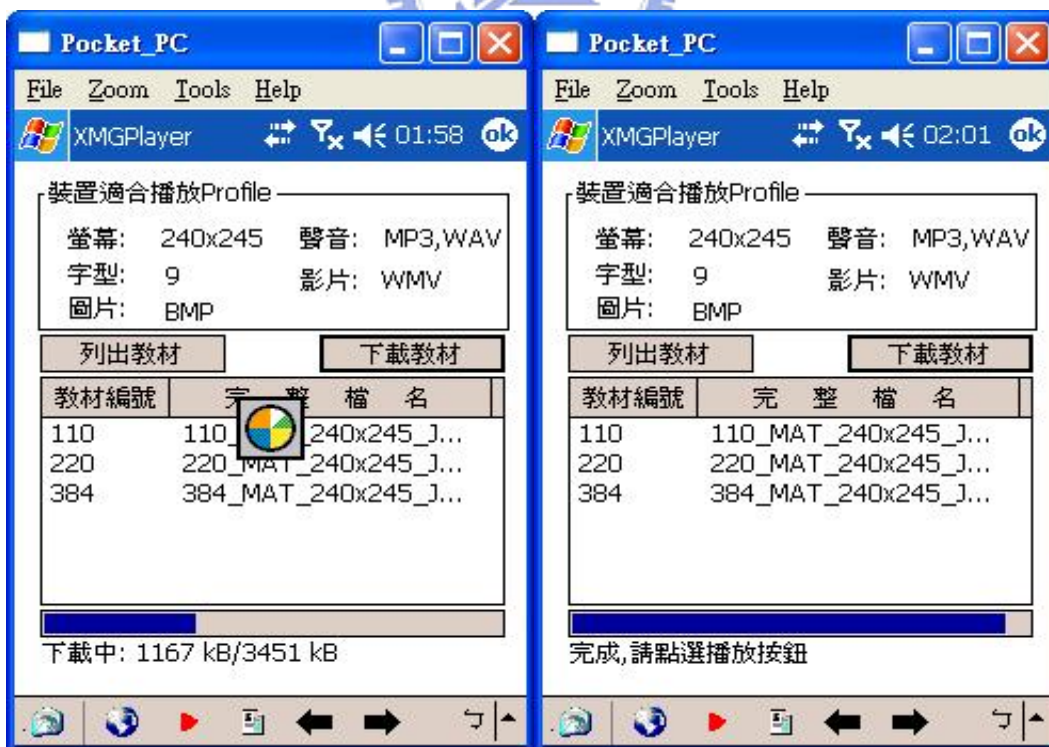 Pocket_PC
File Zoom Tools Help
XMGPlayer 01:58 ok
裝置適合播放Profile
螢幕: 240x245 聲音: MP3,WAV
字型: 9 影片: WMV
圖片: BMP
列出教材 下載教材
教材編號 完 整 檔 名
110 110_ 240x245_J...
220 220_MAT_240x245_J...
384 384_MAT_240x245_J...
下載中: 1167 kB/3451 kB
ㄅ
Pocket_PC
File Zoom Tools Help
XMGPlayer 02:01 ok
裝置適合播放Profile
螢幕: 240x245 聲音: MP3,WAV
字型: 9 影片: WMV
圖片: BMP
列出教材 下載教材
教材編號 完 整 檔 名
110 110_MAT_240x245_J...
220 220_MAT_240x245_J...
384 384_MAT_240x245_J...
完成,請點選播放按鈕
ㄅ